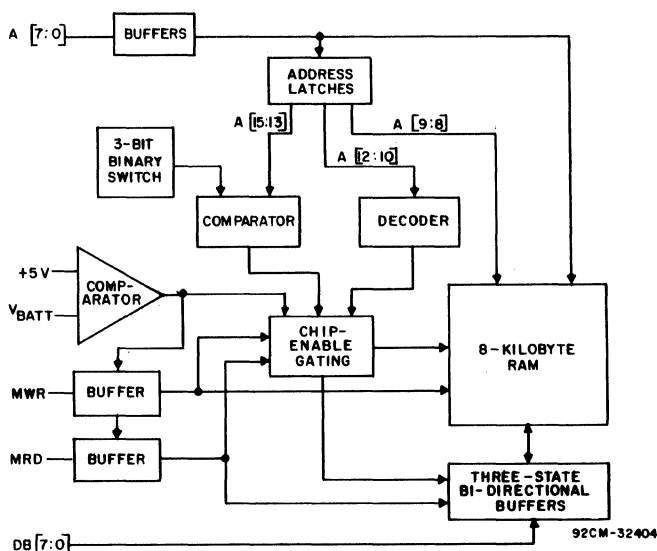 A [7:0]
BUFFERS
ADDRESS
LATCHES
A [15:13]
A [12:10]
A [9:8]
3-BIT
BINARY
SWITCH
COMPARATOR
DECODER
+5V
VBATT
COMP-
ARATOR
CHIP-
ENABLE
GATING
8-KILOBYTE
RAM
MWR
BUFFER
MRD
BUFFER
THREE-STATE
BI-DIRECTIONAL
BUFFERS
DB [7:0]
92CM-32404